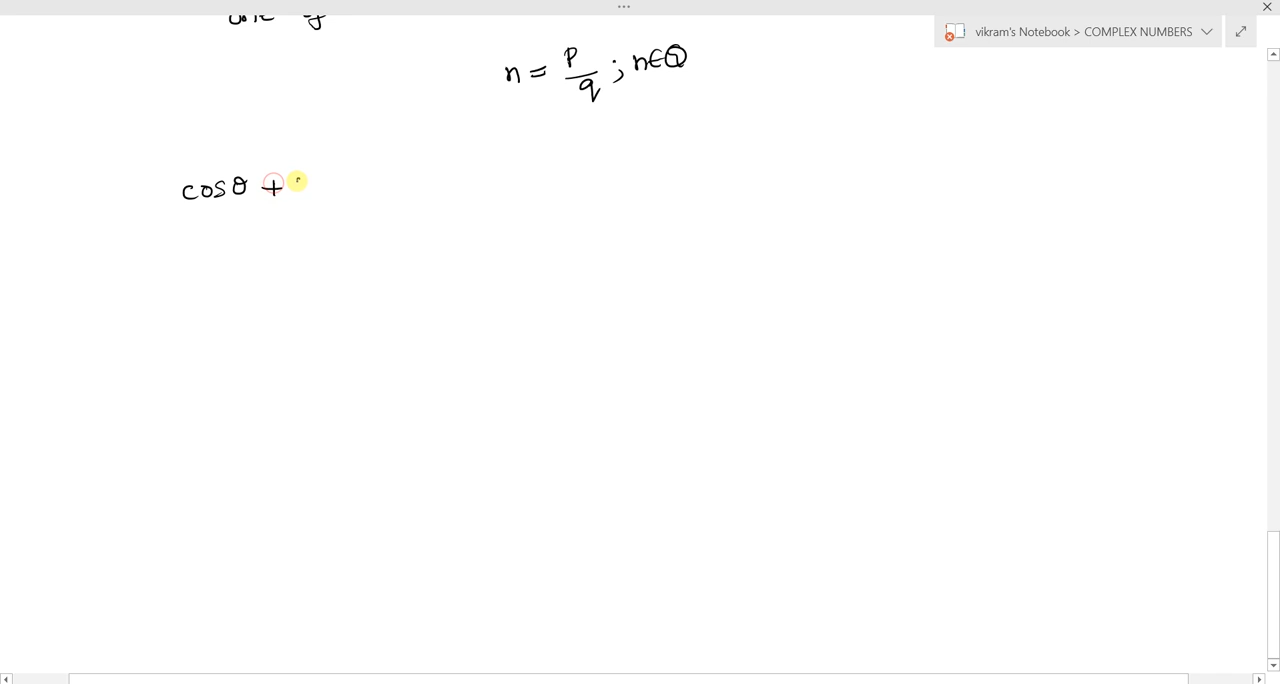 vikram's Notebook > COMPLEX NUMBERS
n = p/q ; n∈Q
cosθ +